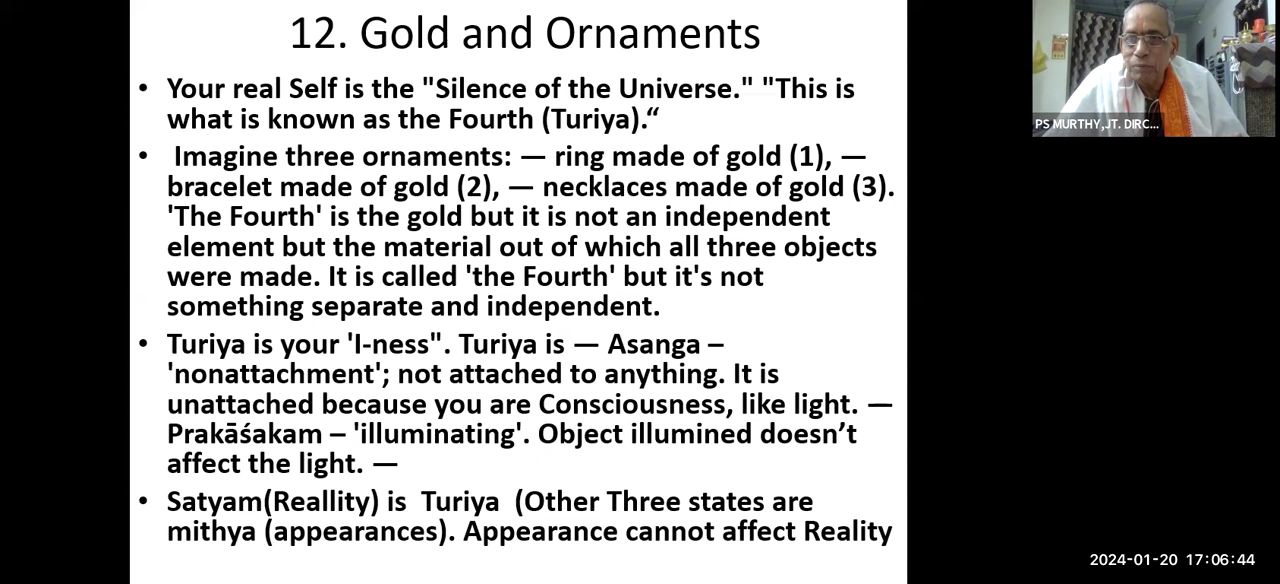 12. Gold and Ornaments
• Your real Self is the "Silence of the Universe." "This is
what is known as the Fourth (Turiya).“
• Imagine three ornaments: — ring made of gold (1), —
bracelet made of gold (2), — necklaces made of gold (3).
'The Fourth' is the gold but it is not an independent
element but the material out of which all three objects
were made. It is called 'the Fourth' but it's not
something separate and independent.
• Turiya is your 'I-ness". Turiya is — Asanga –
'nonattachment'; not attached to anything. It is
unattached because you are Consciousness, like light. —
Prakāśakam – 'illuminating'. Object illumined doesn’t
affect the light. —
• Satyam(Reallity) is Turiya (Other Three states are
mithya (appearances). Appearance cannot affect Reality
PS MURTHY,JT. DIRC...
2024-01-20 17:06:44